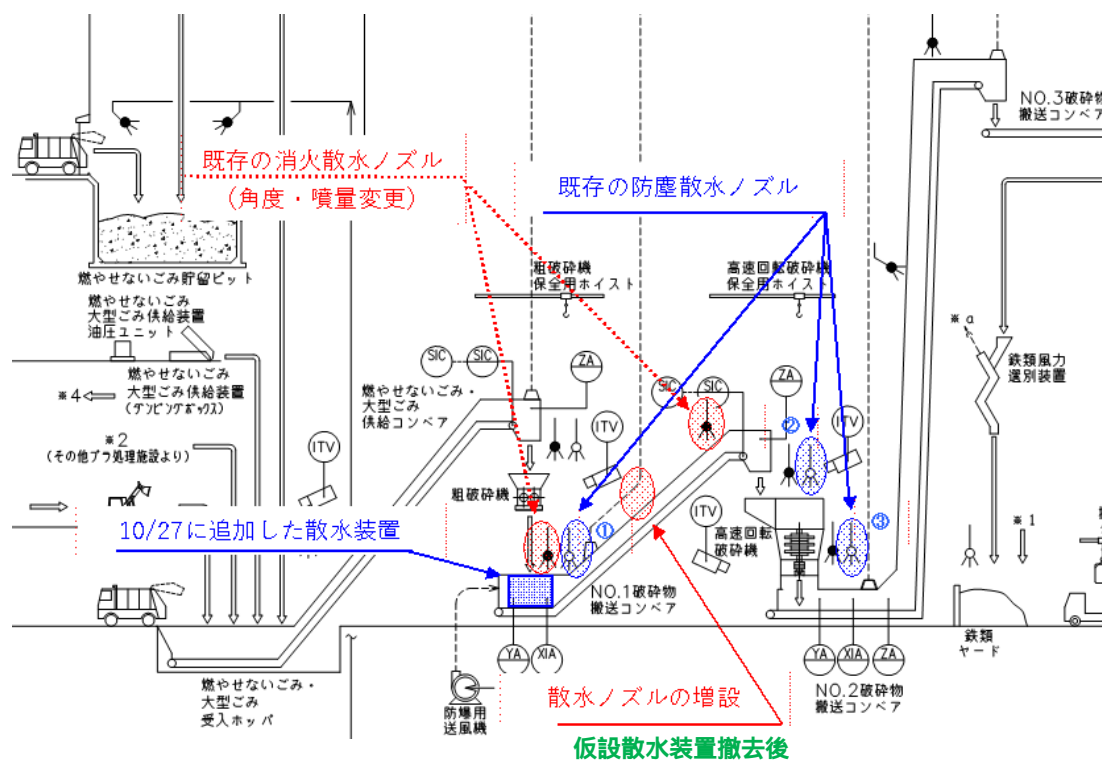 NO.3破砕物
搬送コンベア
既存の消火散水ノズル
(角度・噴量変更)
既存の防塵散水ノズル
燃やせないごみ貯留ピット
粗破砕機
保全用ホイスト
高速回転破砕機
保全用ホイスト
燃やせないごみ
大型ごみ供給装置
油圧ユニット
※a
鉄類風力
選別装置
SIC
SIC
ZA
SIC
SIC
ZA
燃やせないごみ
大型ごみ供給装置
(ダンピングボックス)
※4
燃やせないごみ・
大型ごみ
供給コンベア
※2
(その他プラ処理施設より)
ITV
ITV
②
ITV
粗破砕機
ITV
10/27に追加した散水装置
①
高速回転
破砕機
③
※1
NO.1破砕物
搬送コンベア
鉄類
ヤード
YA
XIA
YA
XIA
ZA
燃やせないごみ・
大型ごみ
受入ホッパ
防爆用
送風機
散水ノズルの増設
NO.2破砕物
搬送コンベア
仮設散水装置撤去後